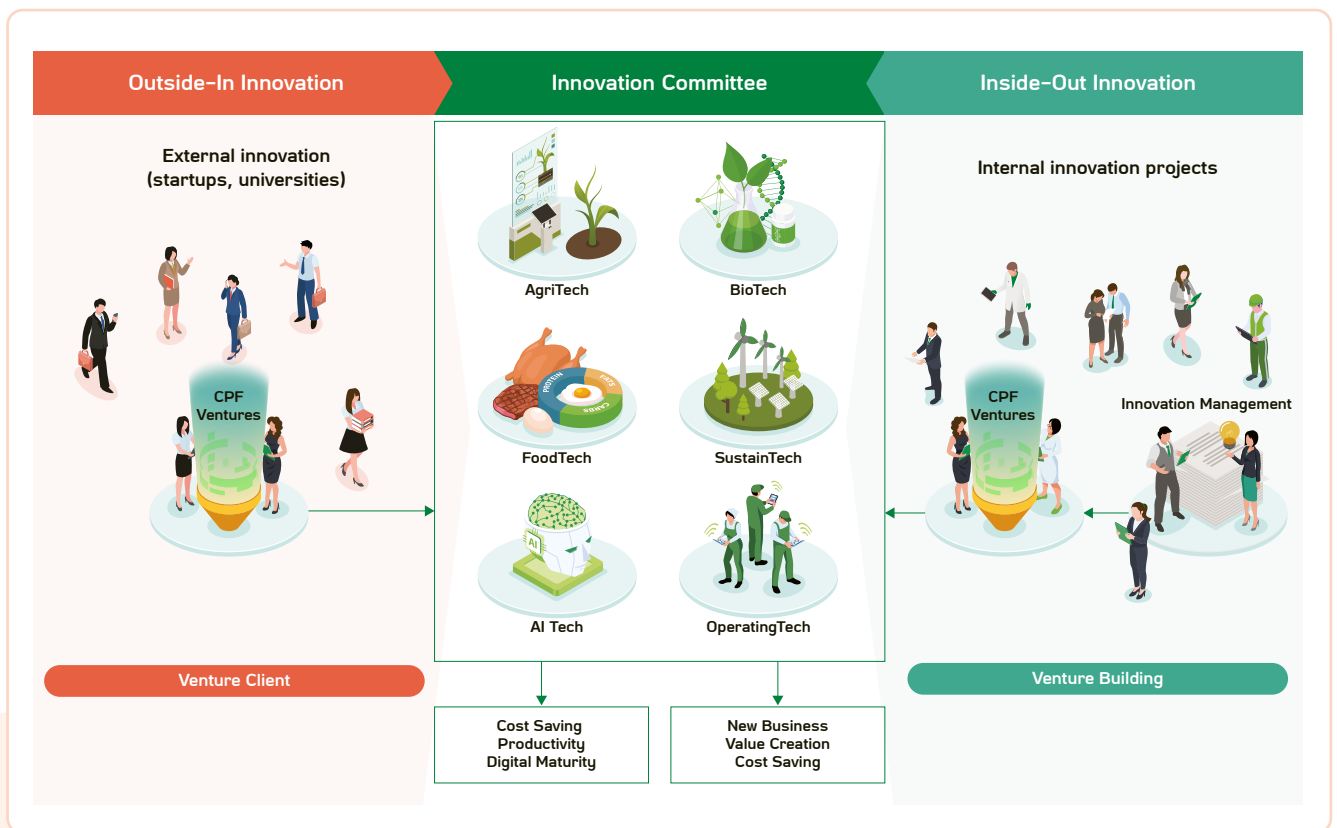 Outside-In Innovation
Innovation Committee
Inside-Out Innovation
External innovation
(startups, universities)
CPF
Ventures
Venture Client
AgriTech
BioTech
PROTEIN
FATS
CARBS
FoodTech
SustainTech
AI
AI Tech
OperatingTech
Cost Saving
Productivity
Digital Maturity
New Business
Value Creation
Cost Saving
Internal innovation projects
CPF
Ventures
Innovation Management
Venture Building